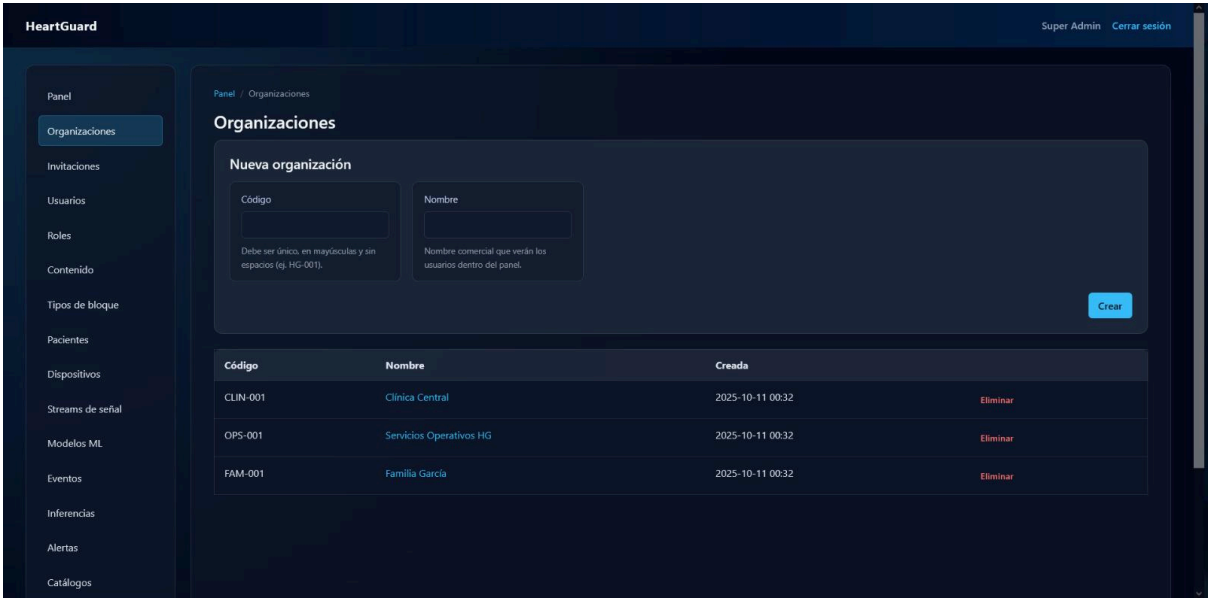 HeartGuard
Super Admin Cerrar sesión
Panel
Organizaciones
Invitaciones
Usuarios
Roles
Contenido
Tipos de bloque
Pacientes
Dispositivos
Streams de señal
Modelos ML
Eventos
Inferencias
Alertas
Catálogos
Panel / Organizaciones
Organizaciones
Nueva organización
Código
Debe ser único, en mayúsculas y sin
espacios (ej. HG-001).
Nombre
Nombre comercial que verán los
usuarios dentro del panel.
Crear
Código Nombre Creada
CLIN-001 Clínica Central 2025-10-11 00:32 Eliminar
OPS-001 Servicios Operativos HG 2025-10-11 00:32 Eliminar
FAM-001 Familia García 2025-10-11 00:32 Eliminar